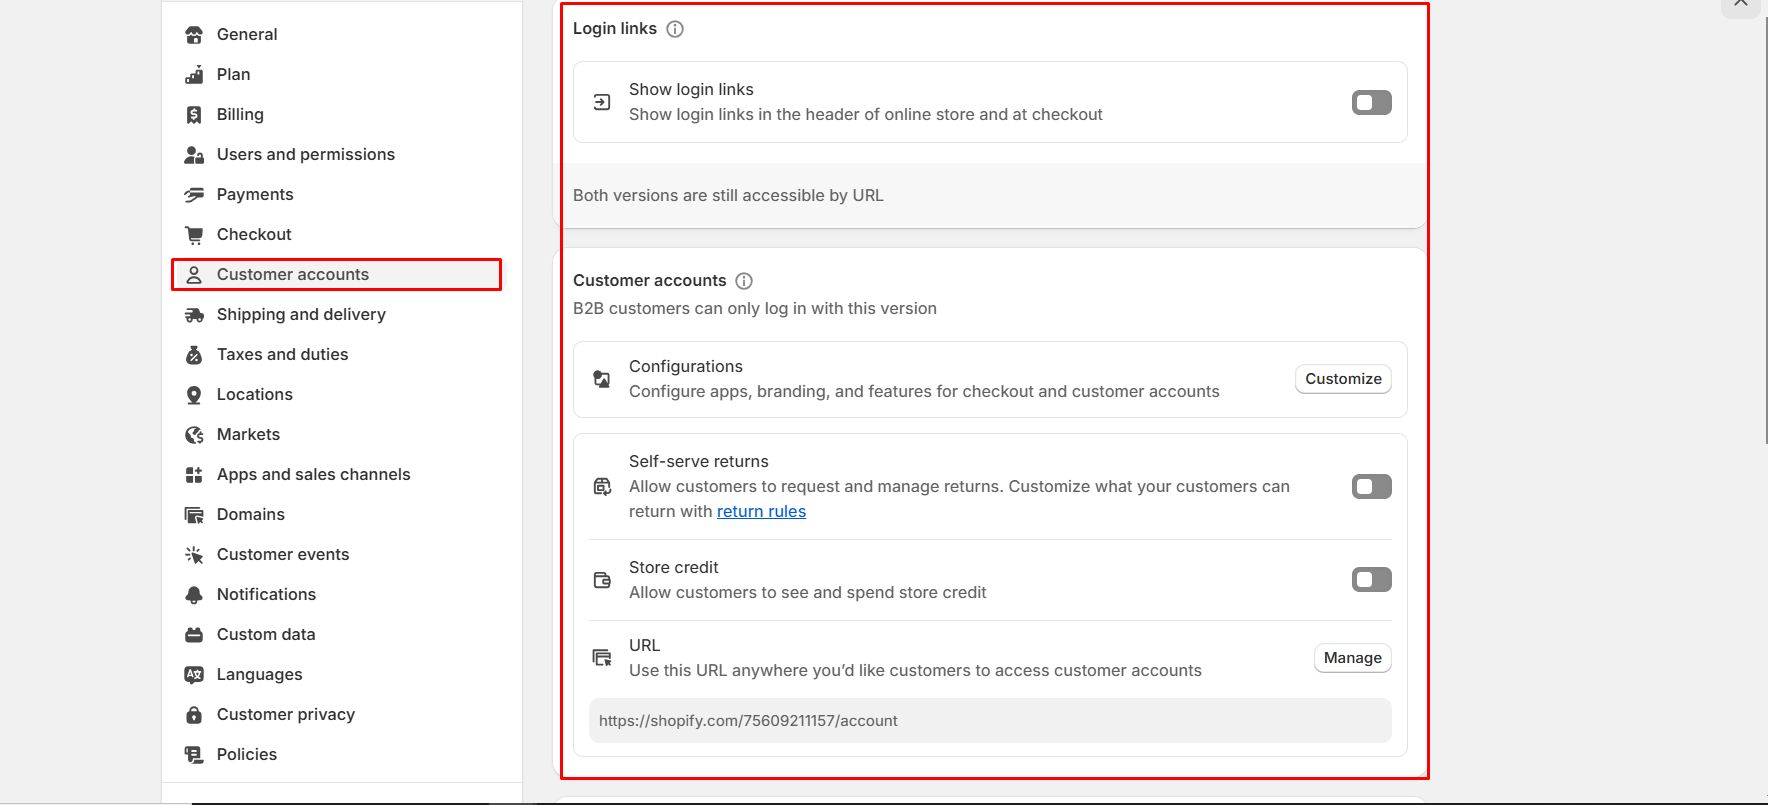 General
Plan
Billing
Users and permissions
Payments
Checkout
Customer accounts
Shipping and delivery
Taxes and duties
Locations
Markets
Apps and sales channels
Domains
Customer events
Notifications
Custom data
Languages
Customer privacy
Policies
Login links
Show login links
Show login links in the header of online store and at checkout
Both versions are still accessible by URL
Customer accounts
B2B customers can only log in with this version
Configurations
Configure apps, branding, and features for checkout and customer accounts
Customize
Self-serve returns
Allow customers to request and manage returns. Customize what your customers can
return with return rules
Store credit
Allow customers to see and spend store credit
URL
Use this URL anywhere you’d like customers to access customer accounts
Manage
https://shopify.com/75609211157/account